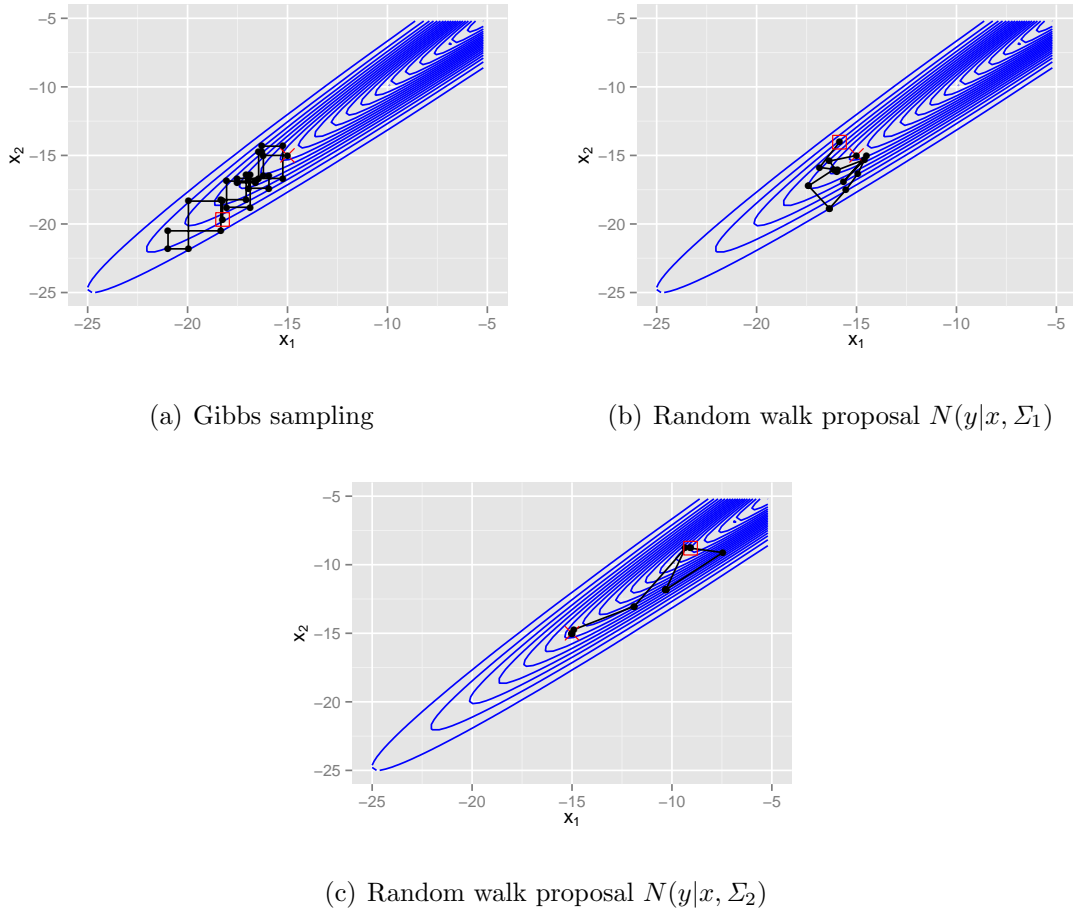 −5
−10
−15
−20
−25
x2
−25 −20 −15 −10 −5
x1
(a) Gibbs sampling
−5
−10
−15
−20
−25
x2
−25 −20 −15 −10 −5
x1
(b) Random walk proposal N(y|x, Σ1)
−5
−10
−15
−20
−25
x2
−25 −20 −15 −10 −5
x1
(c) Random walk proposal N(y|x, Σ2)